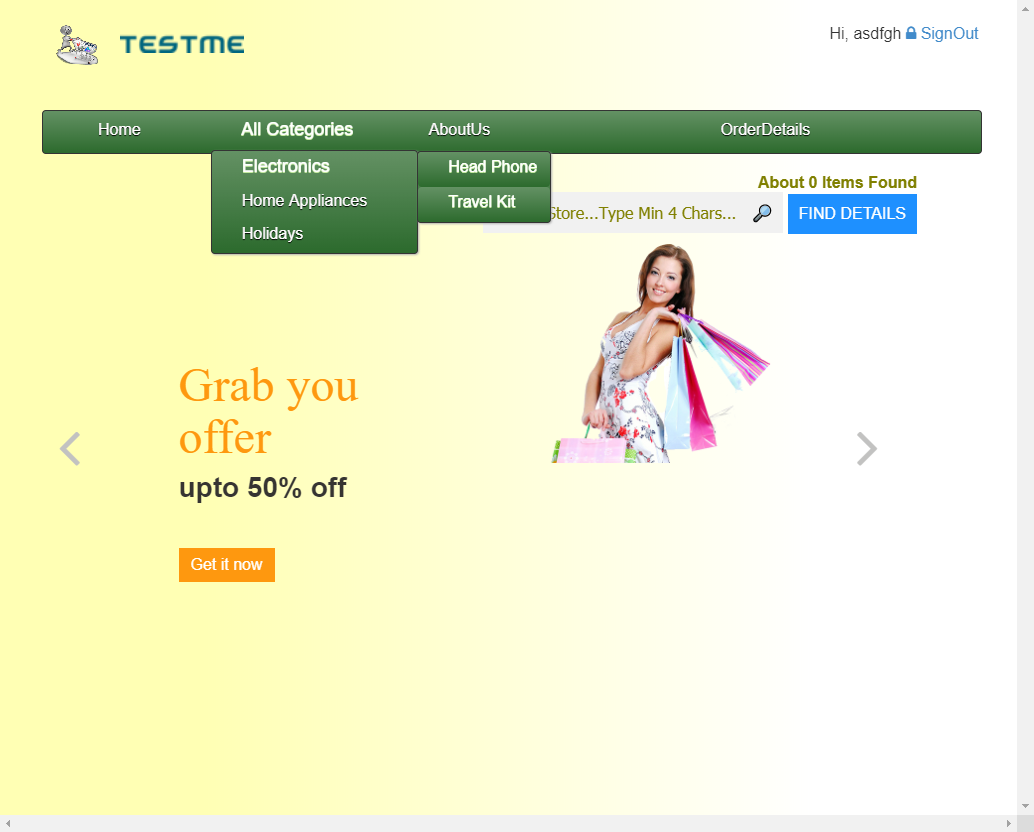 TESTME
Hi, asdfgh SignOut
Home All Categories AboutUs OrderDetails
Electronics
Home Appliances
Holidays
Head Phone
Travel Kit
About 0 Items Found
Store...Type Min 4 Chars...
FIND DETAILS
Grab you
offer
upto 50% off
Get it now